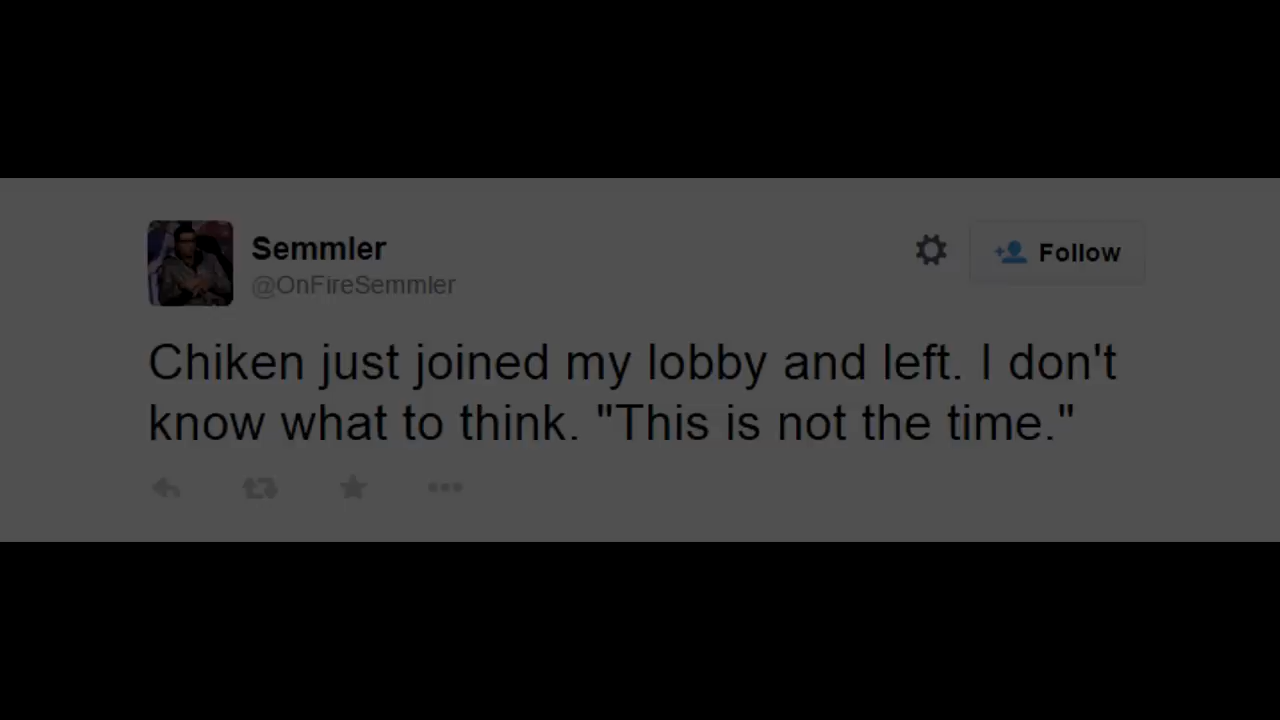 Semmler
@OnFireSemmler
Follow
Chiken just joined my lobby and left. I don't
know what to think. "This is not the time."